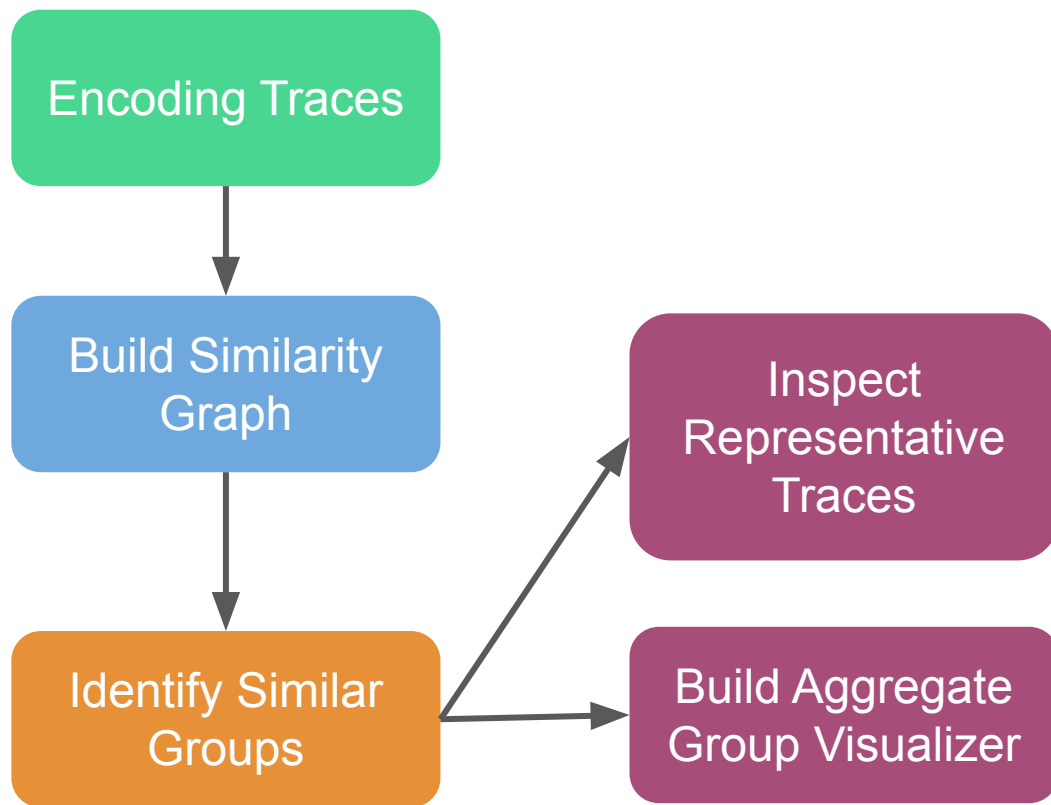 Encoding Traces
Build Similarity
Graph
Identify Similar
Groups
Inspect
Representative
Traces
Build Aggregate
Group Visualizer